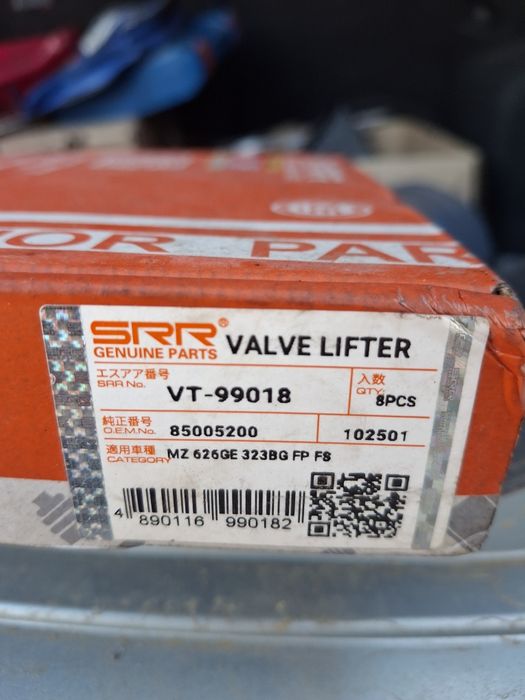 OR PAR
SRR®
GENUINE PARTS
VALVE LIFTER
エスアア番号
SRR No.
VT-99018
入数
QTY.
8PCS
純正番号
O.E.M.No.
85005200
102501
適用車種
CATEGORY
MZ 626GE 323BG FP F8
4 890116 990182